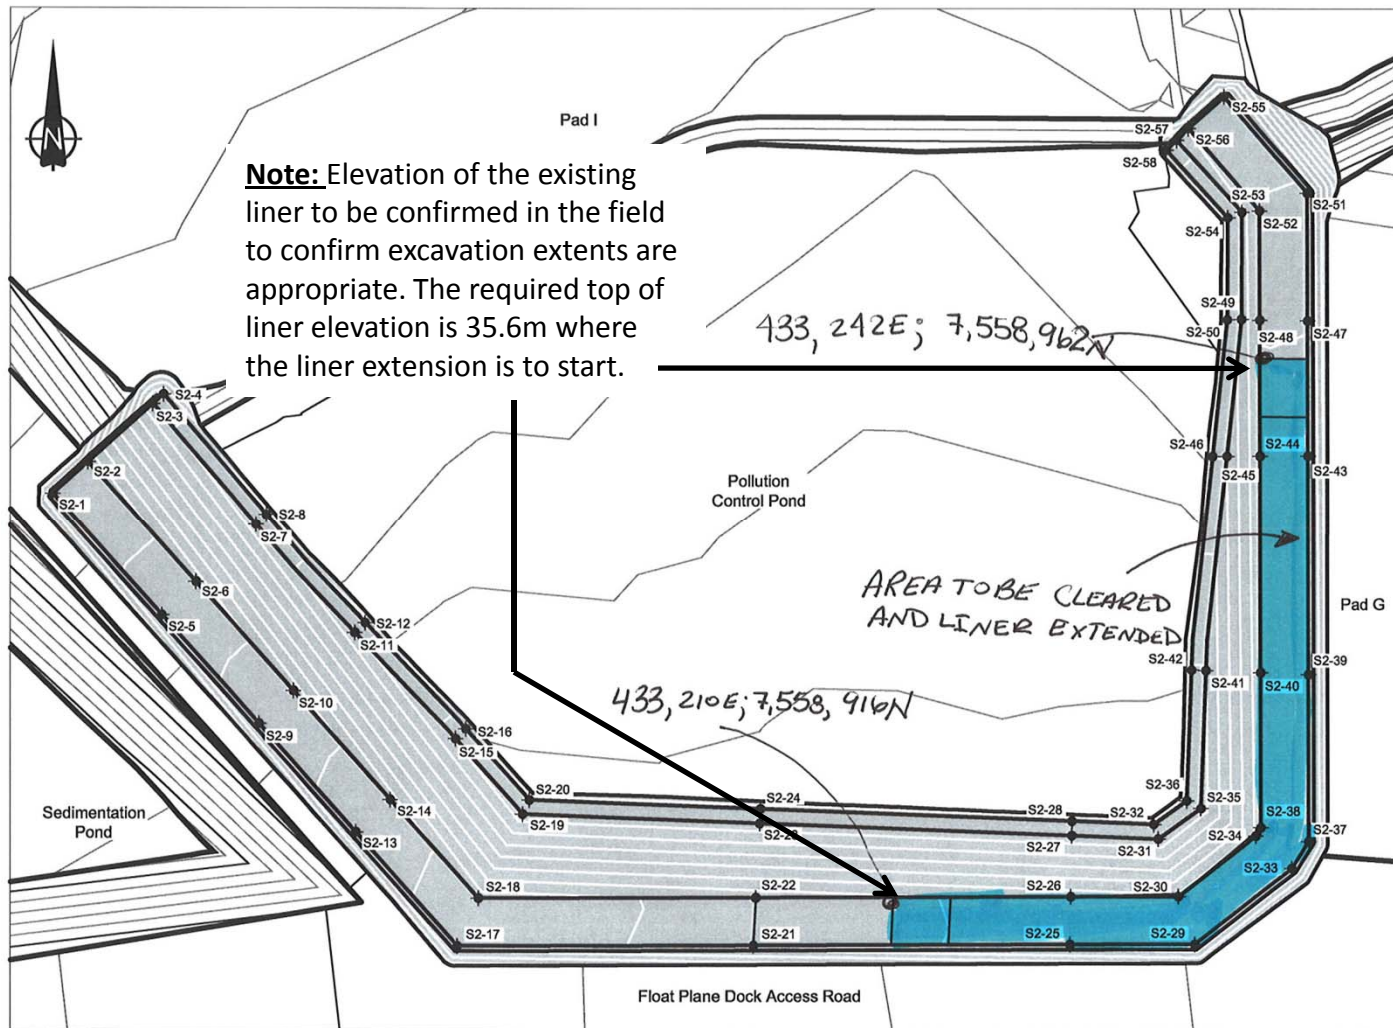 N
Pad I
Note: Elevation of the existing
liner to be confirmed in the field
to confirm excavation extents are
appropriate. The required top of
liner elevation is 35.6m where
the liner extension is to start.
S2-55
S2-57
S2-56
S2-58
S2-53
S2-51
S2-52
S2-54
433,242E; 7,558,962N
S2-49
S2-50
S2-48
S2-47
S2-4
S2-3
S2-46
S2-44
S2-45
S2-43
S2-2
S2-1
Pollution
Control Pond
S2-8
S2-7
AREA TO BE CLEARED
AND LINER EXTENDED
Pad G
S2-6
S2-5
S2-12
S2-11
S2-42
S2-41
S2-40
S2-39
433,210E; 7,558,916N
S2-10
S2-9
S2-16
S2-15
Sedimentation
Pond
S2-14
S2-13
S2-20
S2-19
S2-24
S2-23
S2-28
S2-27
S2-32
S2-31
S2-36
S2-35
S2-34
S2-38
S2-37
S2-33
S2-18
S2-22
S2-26
S2-30
S2-17
S2-21
S2-25
S2-29
Float Plane Dock Access Road